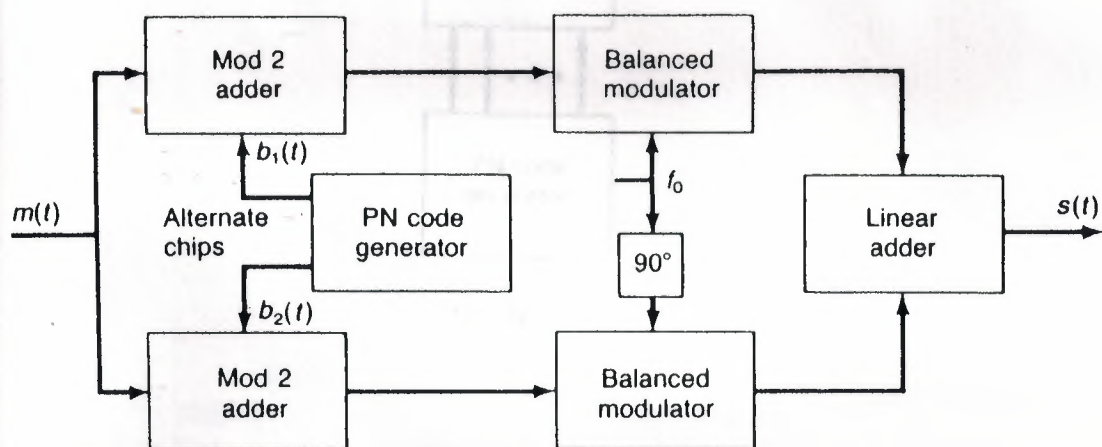 Mod 2
adder
Balanced
modulator
b₁(t)
f₀
m(t)
Alternate
chips
PN code
generator
Linear
adder
s(t)
90°
b₂(t)
Mod 2
adder
Balanced
modulator